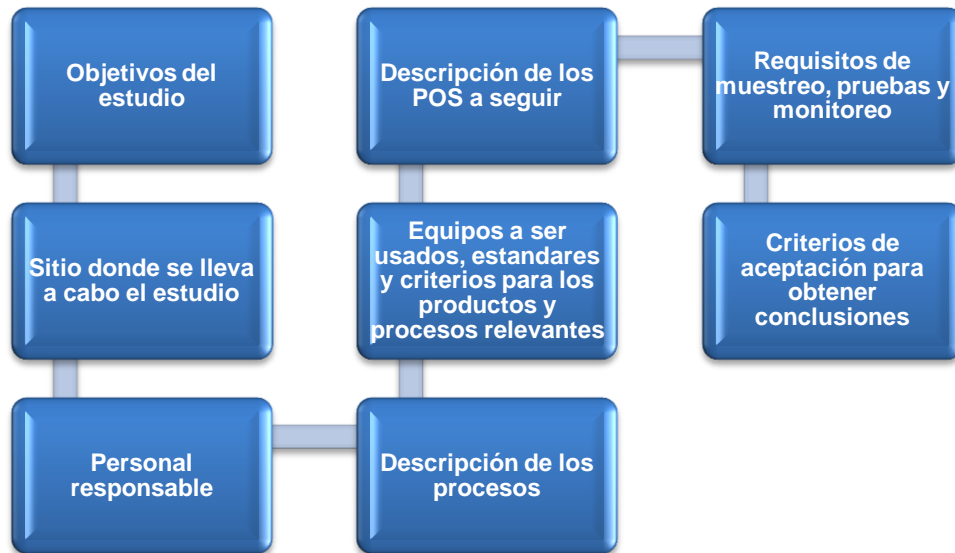 Objetivos del
estudio
Sitio donde se lleva
a cabo el estudio
Personal
responsable
Descripción de los
procesos
Equipos a ser
usados, estandares
y criterios para los
productos y
procesos relevantes
Descripción de los
POS a seguir
Requisitos de
muestreo, pruebas y
monitoreo
Criterios de
aceptación para
obtener
conclusiones